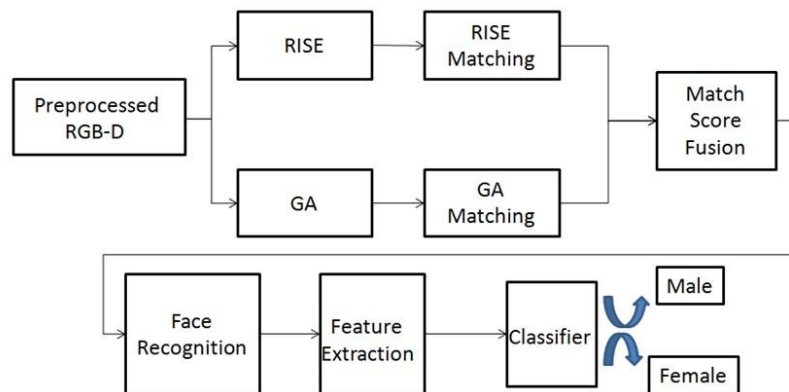 Preprocessed
RGB-D
RISE
RISE
Matching
GA
GA
Matching
Match
Score
Fusion
Face
Recognition
Feature
Extraction
Classifier
Male
Female